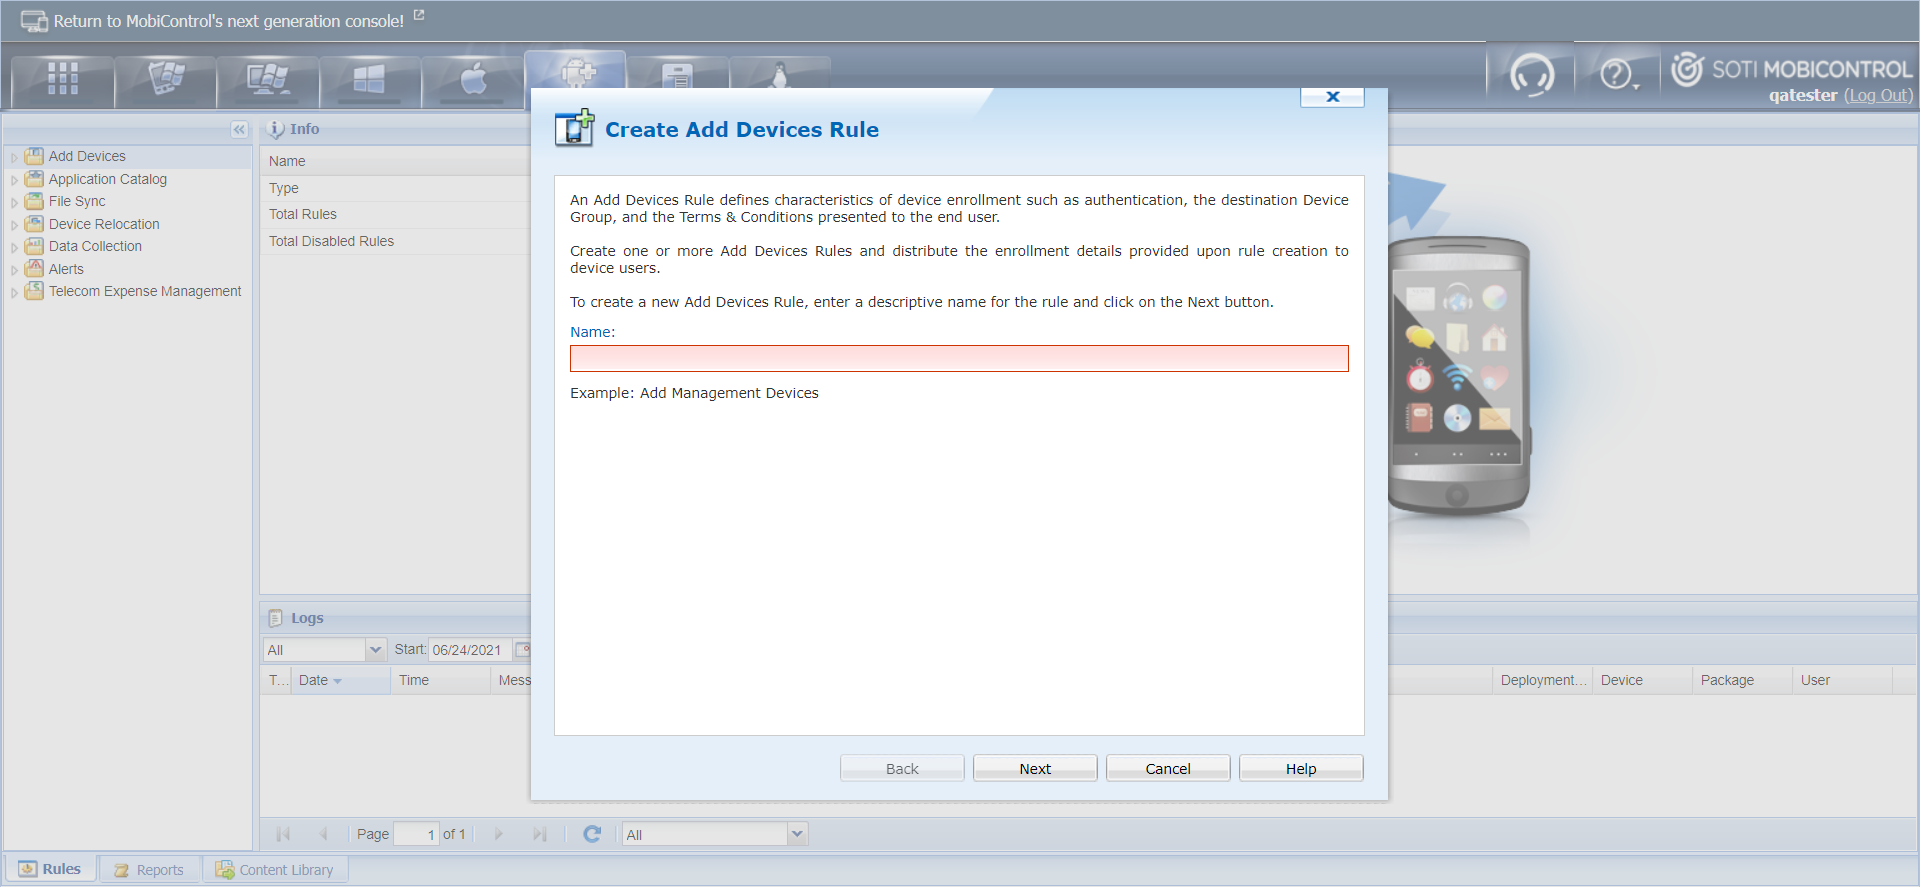 Return to MobiControl's next generation console!
SOTI MOBICONTROL
qatester (Log Out)
Info
Add Devices
Application Catalog
File Sync
Device Relocation
Data Collection
Alerts
Telecom Expense Management
Name
Type
Total Rules
Total Disabled Rules
Create Add Devices Rule
x
An Add Devices Rule defines characteristics of device enrollment such as authentication, the destination Device
Group, and the Terms & Conditions presented to the end user.
Create one or more Add Devices Rules and distribute the enrollment details provided upon rule creation to
device users.
To create a new Add Devices Rule, enter a descriptive name for the rule and click on the Next button.
Name:
Example: Add Management Devices
Back Next Cancel Help
Logs
All Start: 06/24/2021
T... Date Time Mess Deployment... Device Package User
Page 1 of 1 All
Rules Reports Content Library